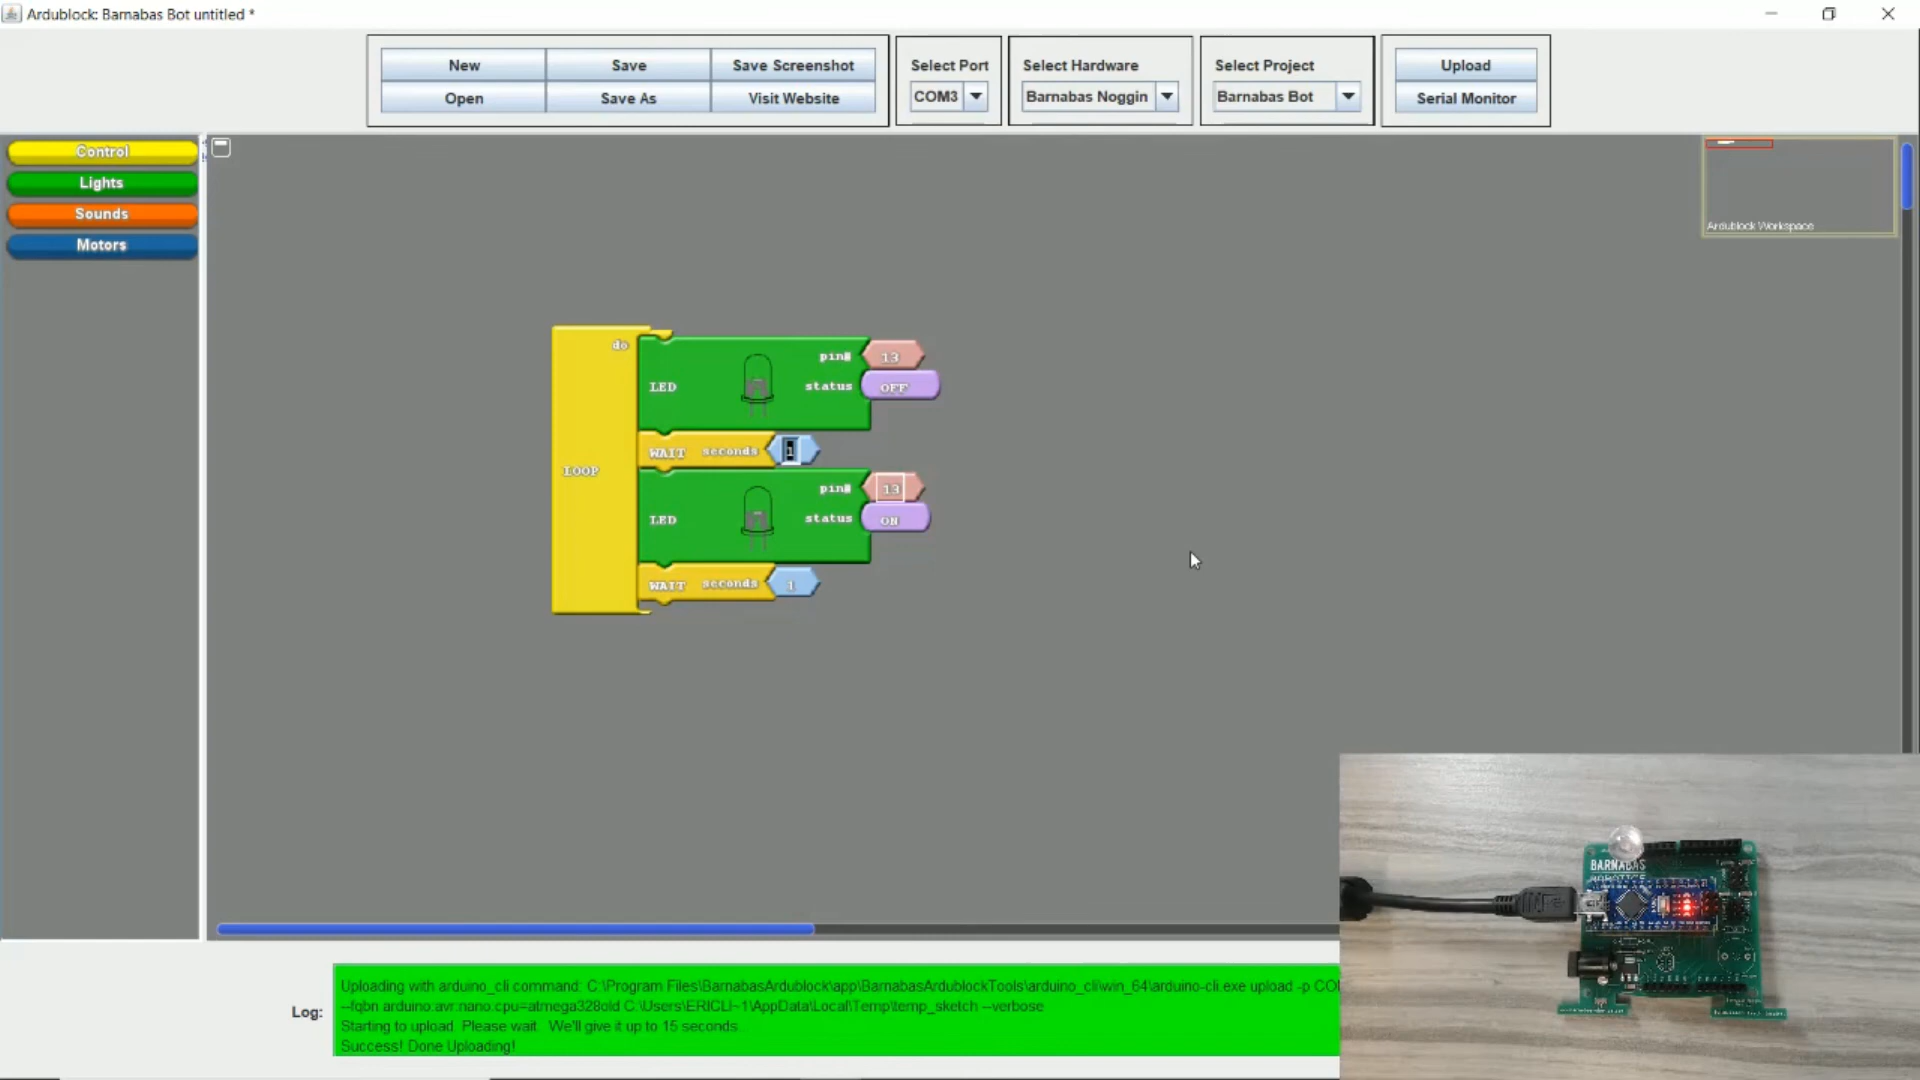 Ardublock: Barnabas Bot untitled *
New
Save
Save Screenshot
Open
Save As
Visit Website
Select Port
COM3
Select Hardware
Barnabas Noggin
Select Project
Barnabas Bot
Upload
Serial Monitor
Control
Lights
Sounds
Motors
Ardublock Workspace
LOOP
do
LED
pin#
13
status
OFF
WAIT seconds 1
LED
pin#
13
status
ON
WAIT seconds 1
BARNABAS
ROBOTICS
Log:
Uploading with arduino_cli command: C:\Program Files\BarnabasArdublock\app\BarnabasArdublockTools\arduino_cli\win_64\arduino-cli.exe upload -p CO
--fqbn arduino:avr:nano:cpu=atmega328old C:\Users\ERICLI~1\AppData\Local\Temp\temp_sketch --verbose
Starting to upload. Please wait. We'll give it up to 15 seconds.
Success! Done Uploading!